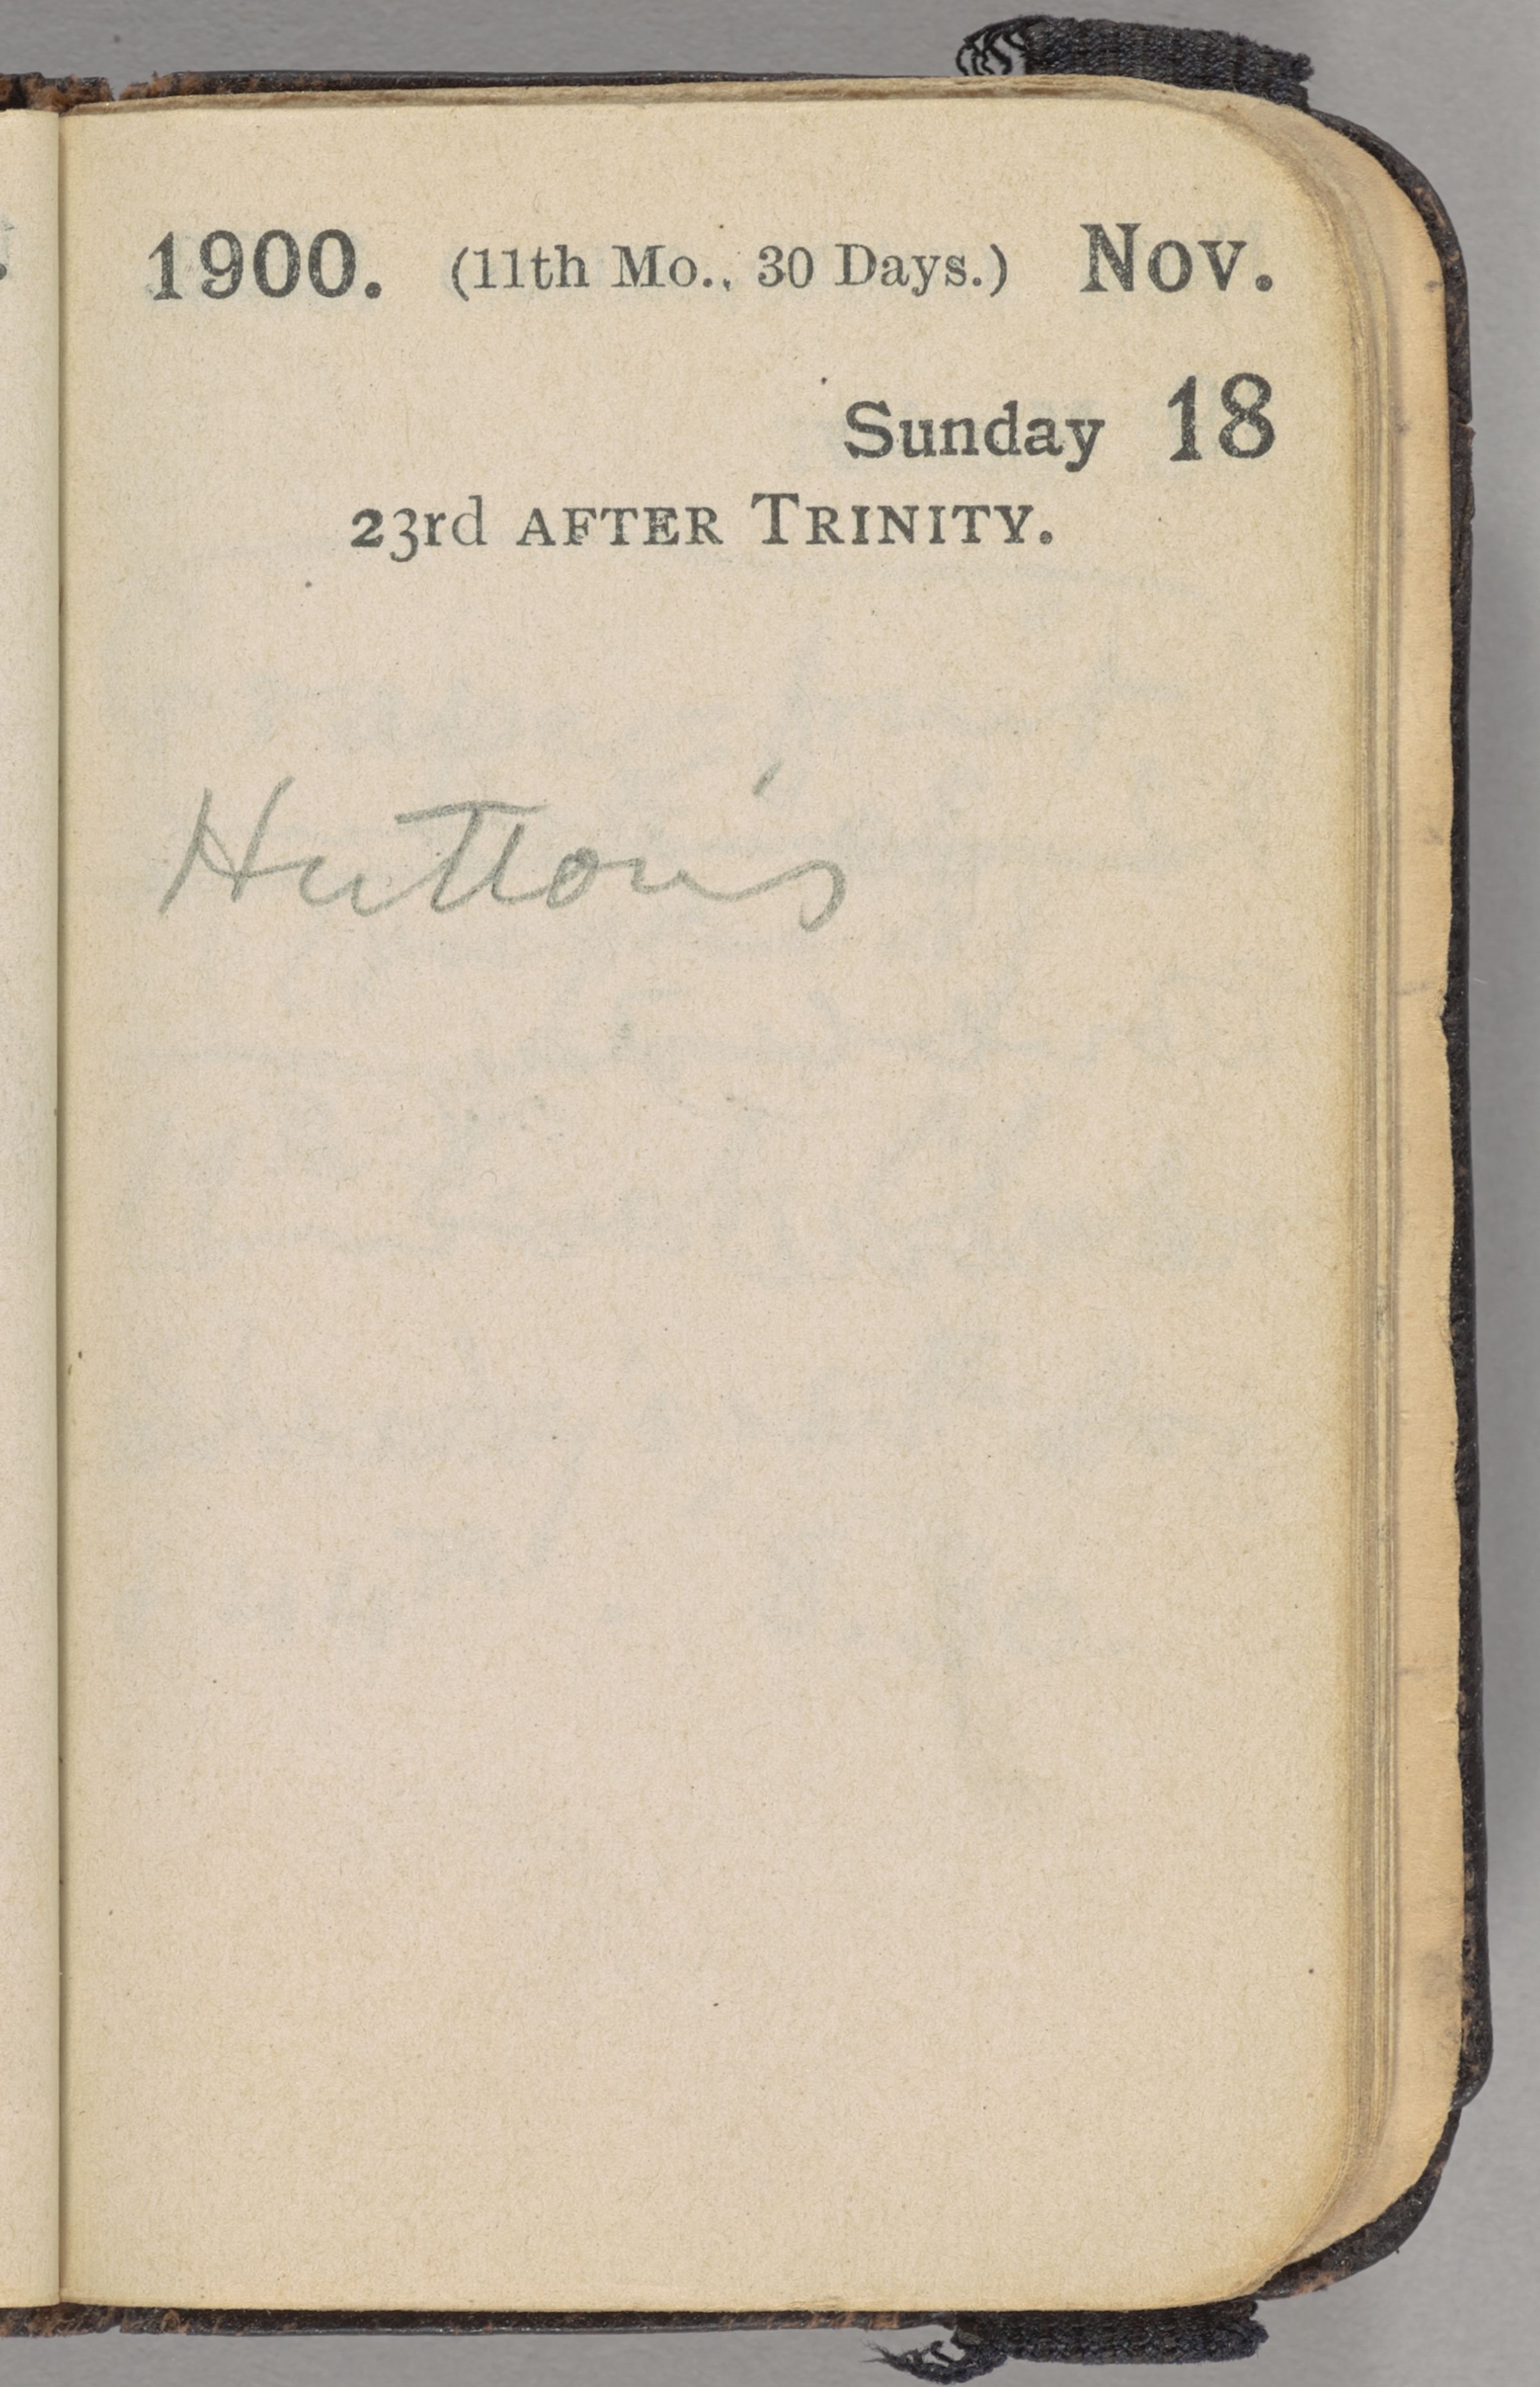 1900. (11th Mo., 30 Days.) Nov.
Sunday 18
23rd AFTER TRINITY.
Hutton's